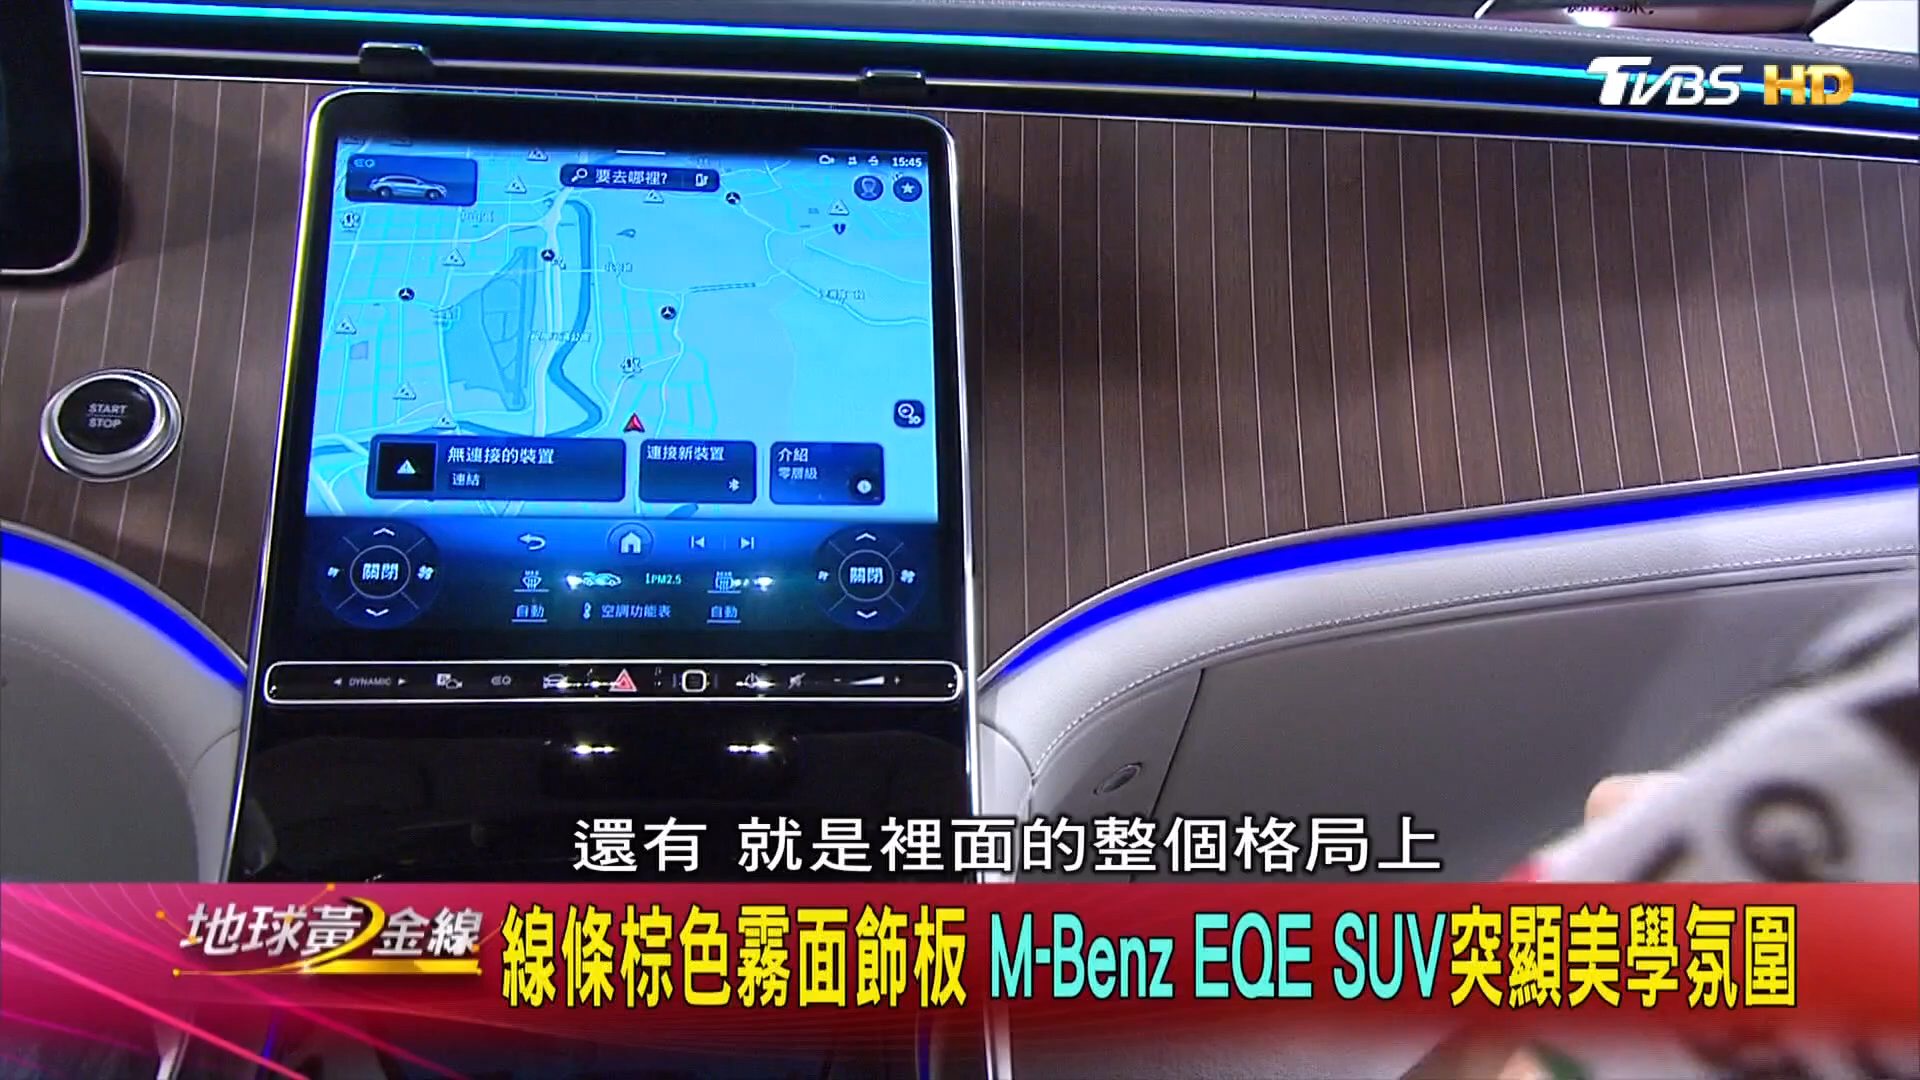 TVBS HD
EQ
要去哪裡?
15:45
START
STOP
無連接的裝置
連結
連接新裝置
介紹
零層級
關閉
關閉
PM2.5
自動
空調功能表
自動
DYNAMIC
EQ
還有 就是裡面的整個格局上
地球黃金線
線條棕色霧面飾板 M-Benz EQE SUV突顯美學氛圍